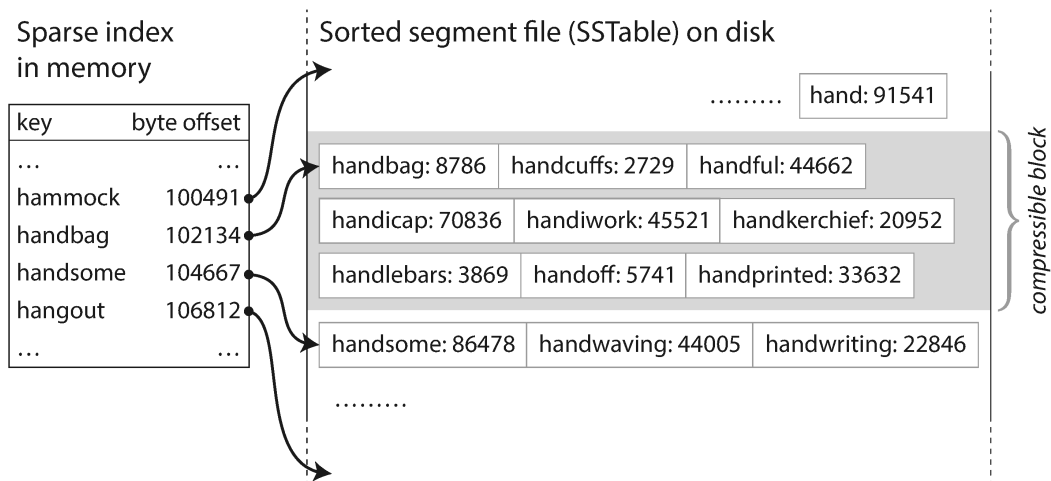 Sparse index
in memory
key byte offset
... ...
hammock 100491
handbag 102134
handsome 104667
hangout 106812
... ...
Sorted segment file (SSTable) on disk
......... hand: 91541
handbag: 8786 handcuffs: 2729 handful: 44662
handicap: 70836 handiwork: 45521 handkerchief: 20952
handlebars: 3869 handoff: 5741 handprinted: 33632
handsome: 86478 handwaving: 44005 handwriting: 22846
.........
compressible block